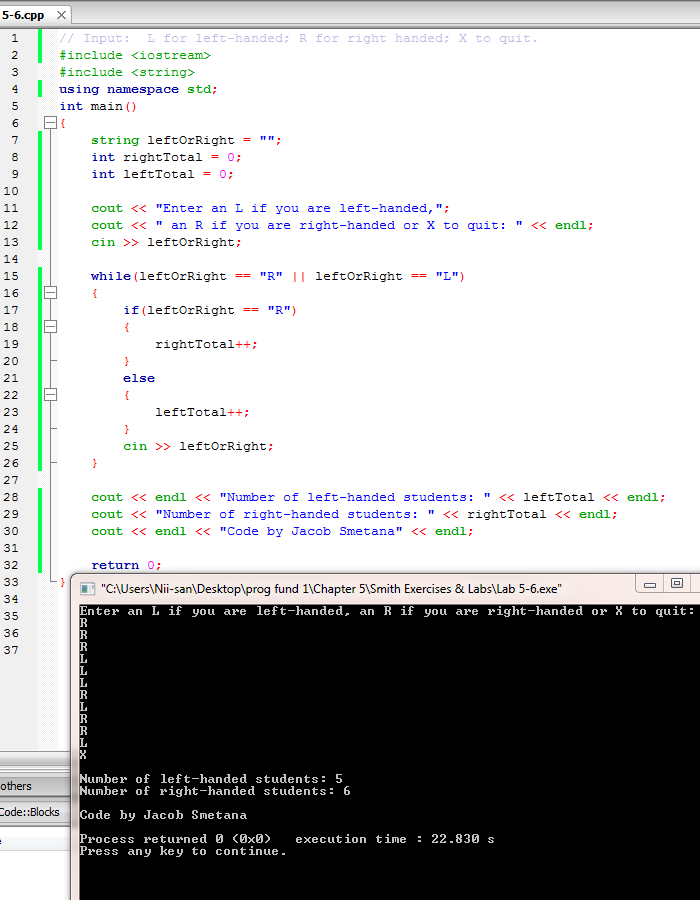 5-6.cpp X
1 // Input:  L for left-handed; R for right handed; X to quit.
2 #include <iostream>
3 #include <string>
4 using namespace std;
5 int main()
6 {
7     string leftOrRight = "";
8     int rightTotal = 0;
9     int leftTotal = 0;
10
11     cout << "Enter an L if you are left-handed,";
12     cout << " an R if you are right-handed or X to quit: " << endl;
13     cin >> leftOrRight;
14
15     while(leftOrRight == "R" || leftOrRight == "L")
16     {
17         if(leftOrRight == "R")
18         {
19             rightTotal++;
20         }
21         else
22         {
23             leftTotal++;
24         }
25         cin >> leftOrRight;
26     }
27
28     cout << endl << "Number of left-handed students: " << leftTotal << endl;
29     cout << "Number of right-handed students: " << rightTotal << endl;
30     cout << endl << "Code by Jacob Smetana" << endl;
31
32     return 0;
33 }
34
35
36
37
"C:\Users\Nii-san\Desktop\prog fund 1\Chapter 5\Smith Exercises & Labs\Lab 5-6.exe"
Enter an L if you are left-handed, an R if you are right-handed or X to quit:
R
R
R
L
L
L
R
L
R
R
L
X
Number of left-handed students: 5
Number of right-handed students: 6
Code by Jacob Smetana
Process returned 0 (0x0)   execution time : 22.830 s
Press any key to continue.
others
Code::Blocks